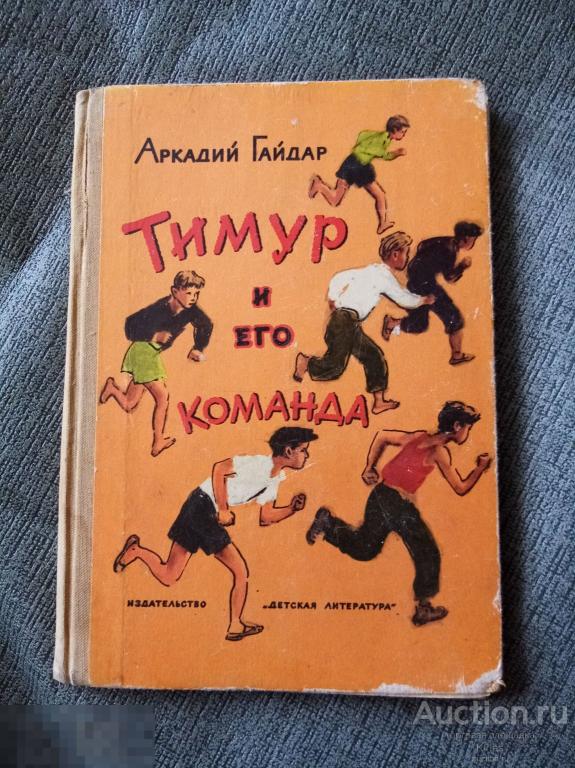 Аркадий Гайдар
Тимур
и
его
команда
издательство „детская литература"
Auction.ru